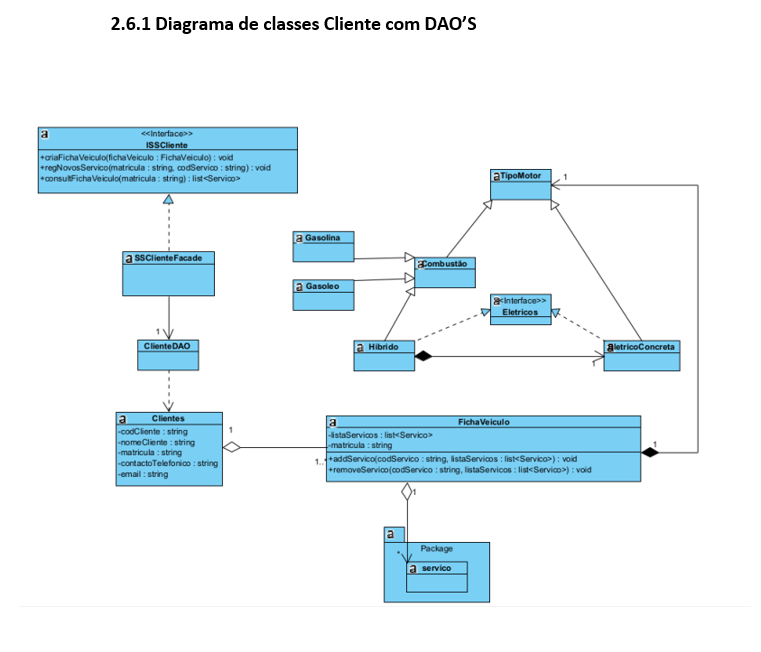 2.6.1 Diagrama de classes Cliente com DAO'S
a
<<Interface>>
ISSCliente
+criaFichaVeiculo(fichaVeiculo : FichaVeiculo) : void
+regNovosServico(matricula : string, codServico : string) : void
+consultFichaVeiculo(matricula : string) : list<Servico>
a TipoMotor
1
a Gasolina
a SSClienteFacade
a Combustão
a Gasoleo
a <Interface>>
Eletricos
1
ClienteDAO
a Hibrido
aletricoConcreta
1
a Clientes
-codCliente : string
-nomeCliente : string
-matricula : string
-contactoTelefonico : string
-email : string
1
1..
a FichaVeiculo
-listaServicos : list<Servico>
-matricula : string
+addServico(codServico : string, listaServicos : list<Servico>) : void
+removeServico(codServico : string, listaServicos : list<Servico>) : void
1
1
a
Package
*
a servico